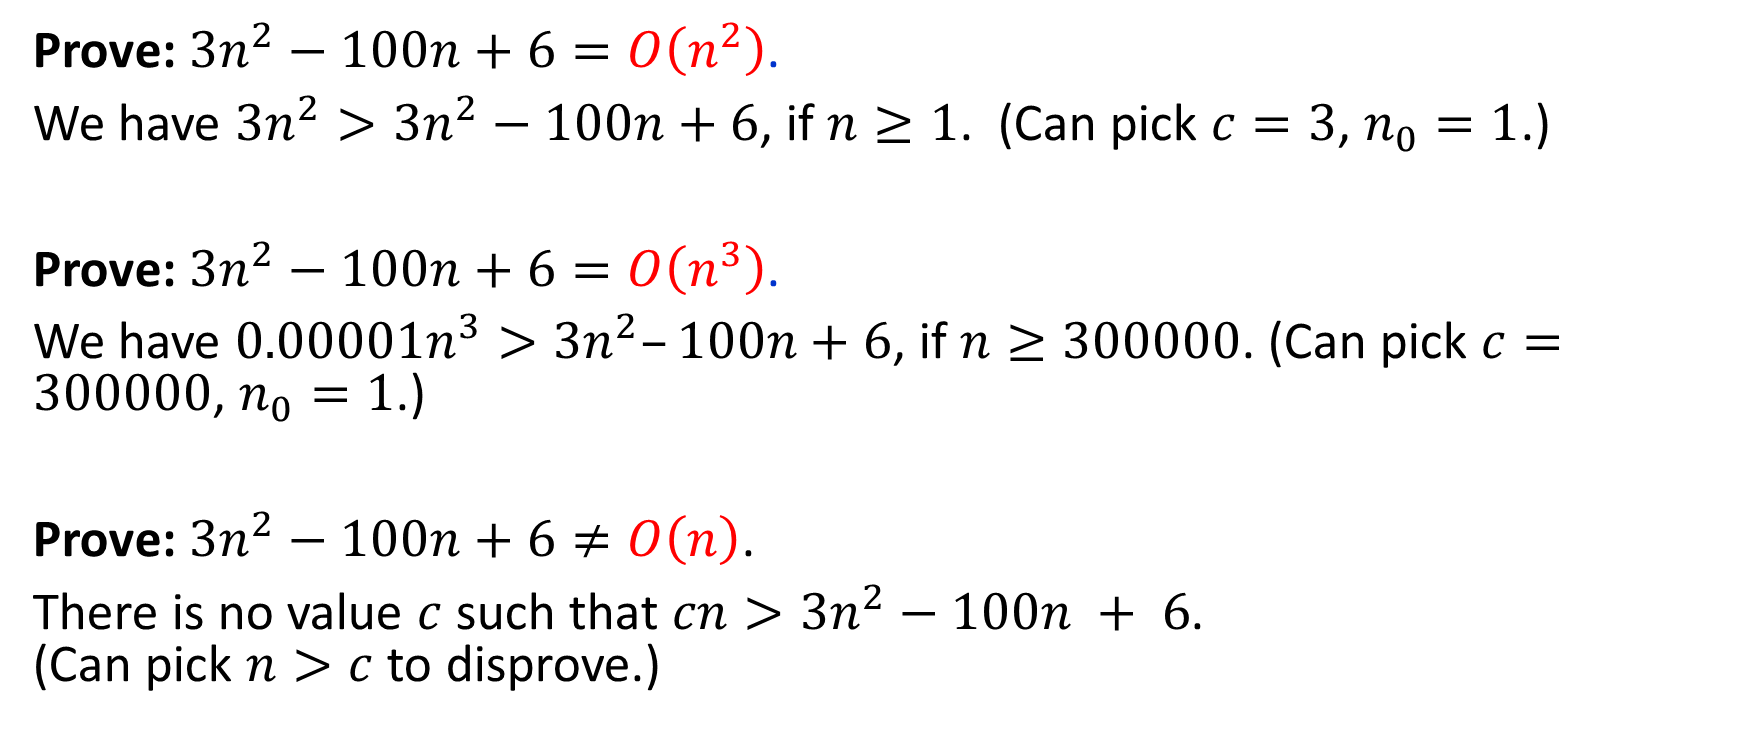 Prove: 3n² − 100n + 6 = O(n²).
We have 3n² > 3n² − 100n + 6, if n ≥ 1. (Can pick c = 3, n₀ = 1.)
Prove: 3n² − 100n + 6 = O(n³).
We have 0.00001n³ > 3n² – 100n + 6, if n ≥ 300000. (Can pick c =
300000, n₀ = 1.)
Prove: 3n² − 100n + 6 ≠ O(n).
There is no value c such that cn > 3n² − 100n + 6.
(Can pick n > c to disprove.)